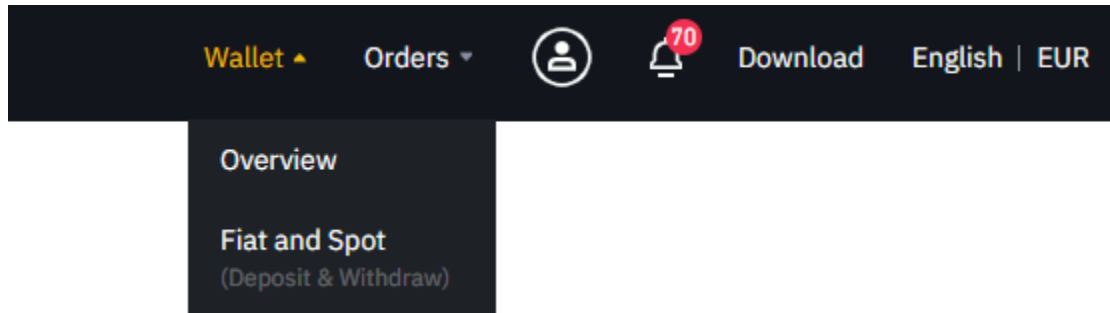 Wallet Orders 70 Download English | EUR
Overview
Fiat and Spot
(Deposit & Withdraw)